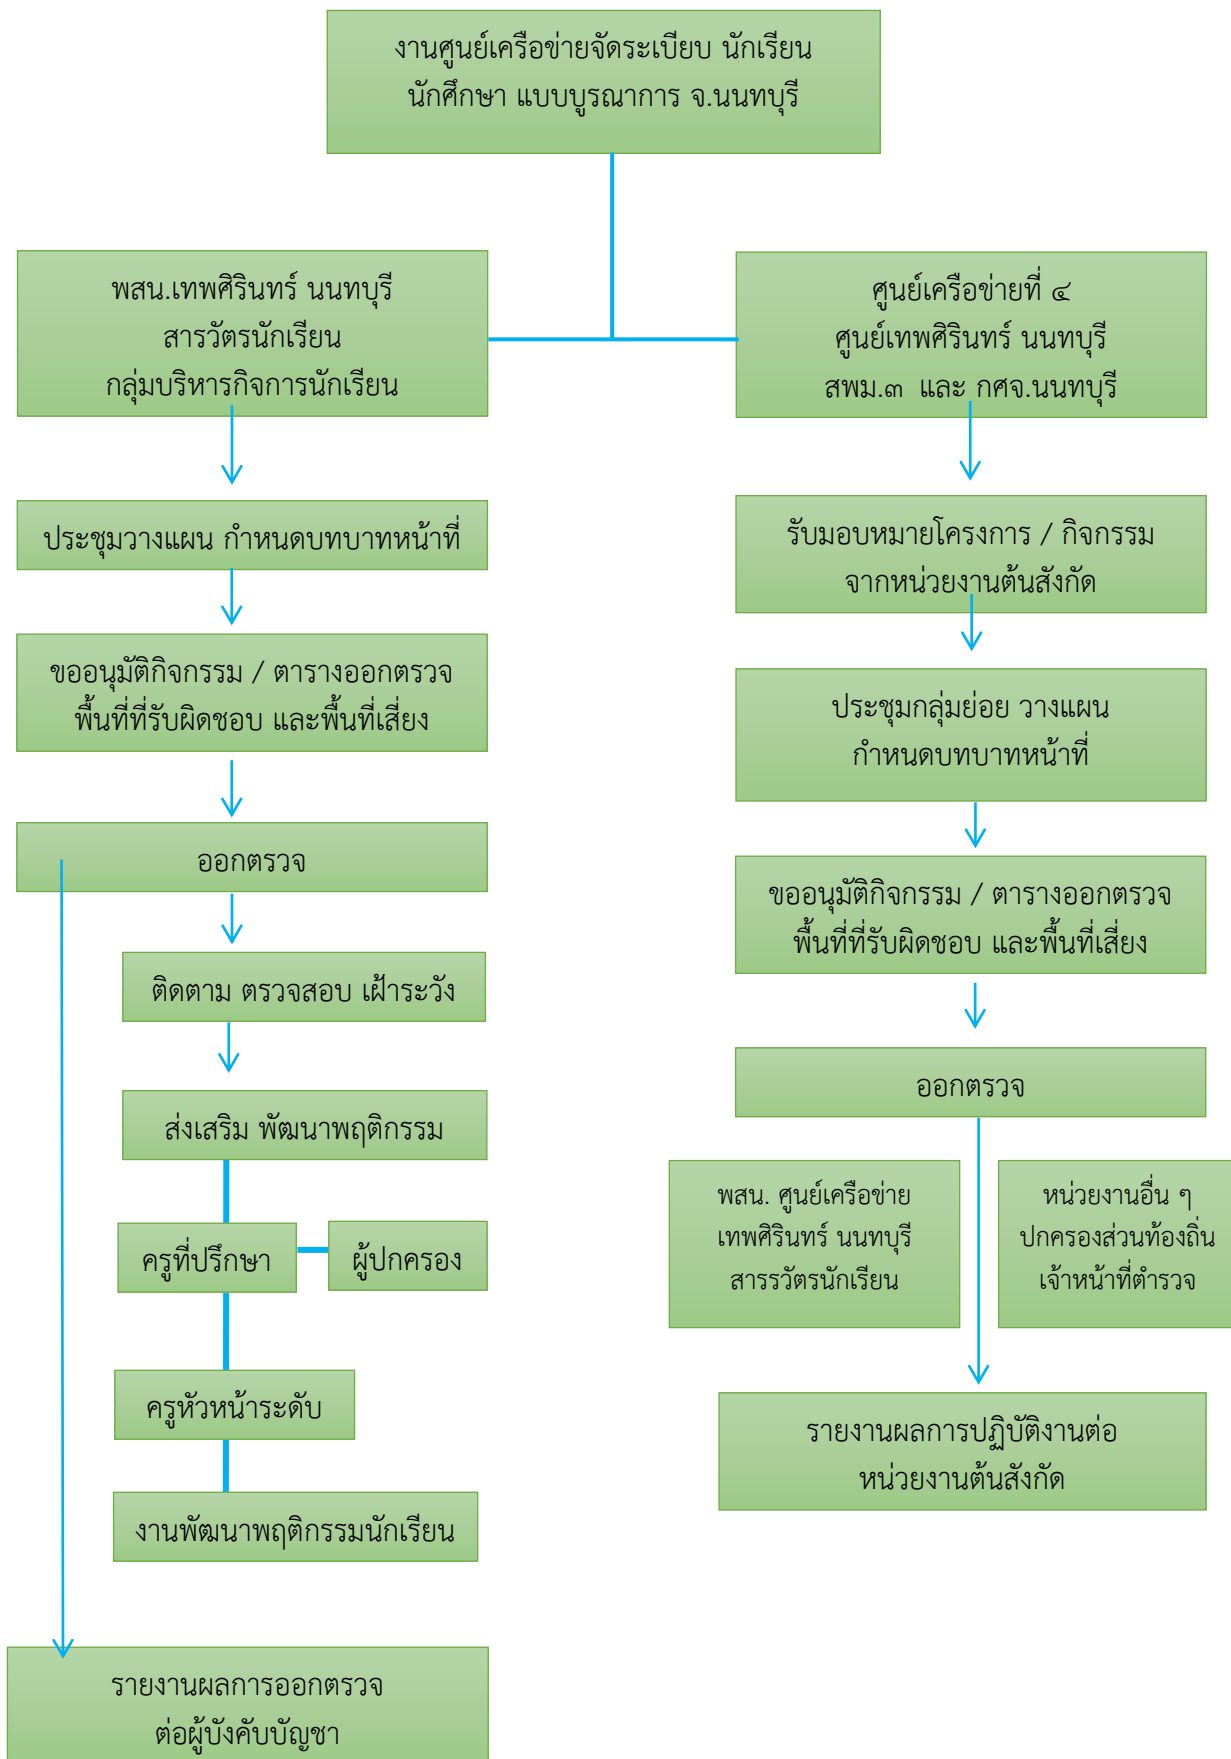 งานศูนย์เครือข่ายจัดระเบียบ นักเรียน
นักศึกษา แบบบูรณาการ จ.นนทบุรี
พสน.เทพศิรินทร์ นนทบุรี
สารวัตรนักเรียน
กลุ่มบริหารกิจการนักเรียน
ประชุมวางแผน กำหนดบทบาทหน้าที่
ขออนุมัติกิจกรรม / ตารางออกตรวจ
พื้นที่ที่รับผิดชอบ และพื้นที่เสี่ยง
ออกตรวจ
ติดตาม ตรวจสอบ เฝ้าระวัง
ส่งเสริม พัฒนาพฤติกรรม
ครูที่ปรึกษา
ผู้ปกครอง
ครูหัวหน้าระดับ
งานพัฒนาพฤติกรรมนักเรียน
รายงานผลการออกตรวจ
ต่อผู้บังคับบัญชา
ศูนย์เครือข่ายที่ ๔
ศูนย์เทพศิรินทร์ นนทบุรี
สพม.๓ และ กศจ.นนทบุรี
รับมอบหมายโครงการ / กิจกรรม
จากหน่วยงานต้นสังกัด
ประชุมกลุ่มย่อย วางแผน
กำหนดบทบาทหน้าที่
ขออนุมัติกิจกรรม / ตารางออกตรวจ
พื้นที่ที่รับผิดชอบ และพื้นที่เสี่ยง
ออกตรวจ
พสน. ศูนย์เครือข่าย
เทพศิรินทร์ นนทบุรี
สารรวัตรนักเรียน
หน่วยงานอื่น ๆ
ปกครองส่วนท้องถิ่น
เจ้าหน้าที่ตำรวจ
รายงานผลการปฏิบัติงานต่อ
หน่วยงานต้นสังกัด